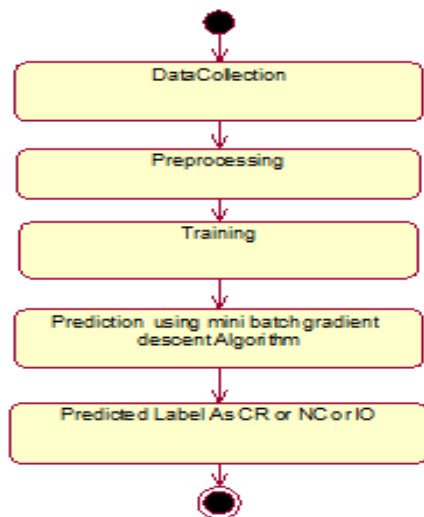 DataCollection
Preprocessing
Training
Prediction using mini batch gradient
descent Algorithm
Predicted Label As CR or NC or IO